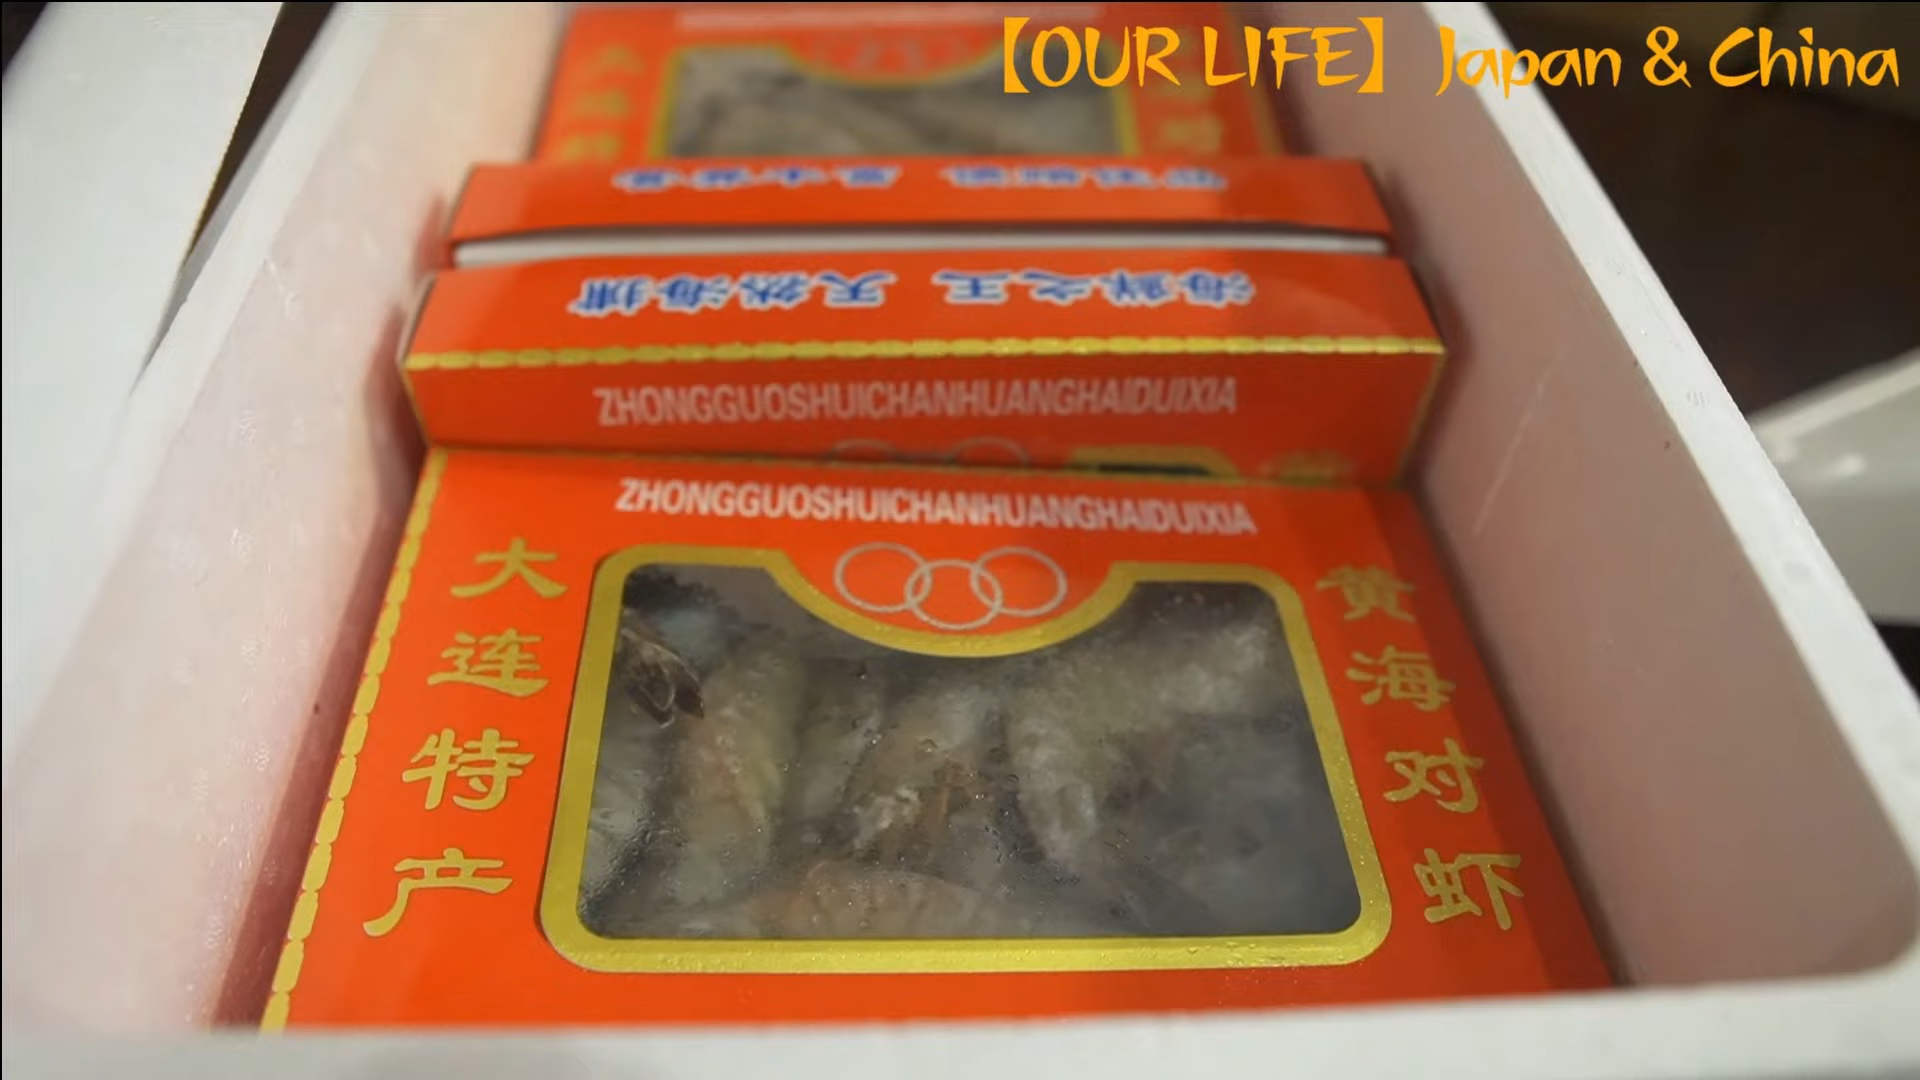 【OUR LIFE】 Japan & China
海鲜之王 天然海捕
ZHONGGUOSHUICHANHUANGHAIDUIXIA
ZHONGGUOSHUICHANHUANGHAIDUIXIA
大连特产
黄海对虾